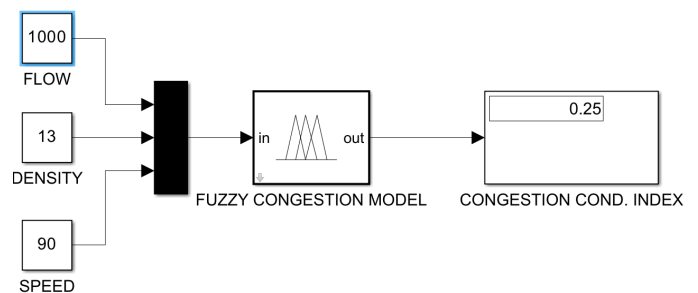 1000
FLOW
13
DENSITY
90
SPEED
in
out
FUZZY CONGESTION MODEL
0.25
CONGESTION COND. INDEX